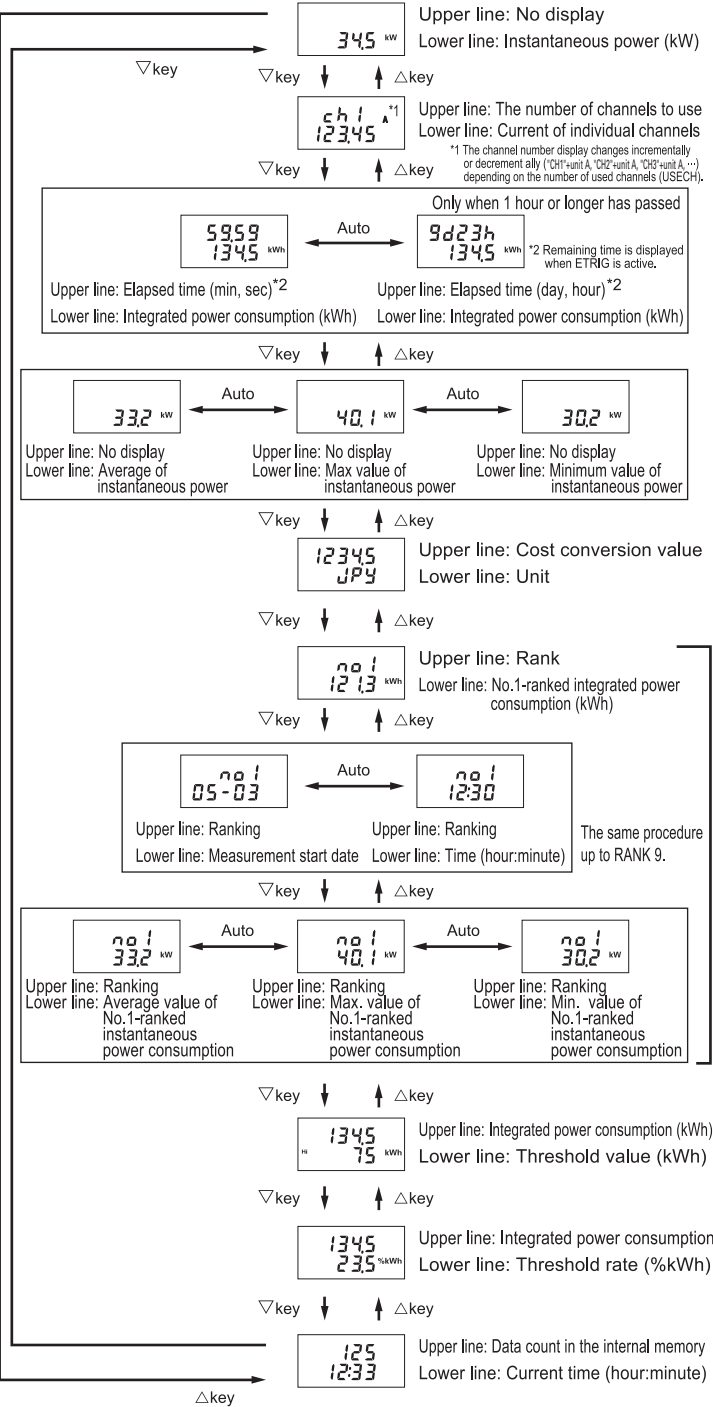 Upper line: No display
34.5 kW
Lower line: Instantaneous power (kW)
▽key
▽key △key
ch1 A *1
123.45
Upper line: The number of channels to use
Lower line: Current of individual channels
*1 The channel number display changes incrementally
or decrement ally ("CH1"+unit A, "CH2"+unit A, "CH3"+unit A, ···)
depending on the number of used channels (USECH).
▽key △key
Only when 1 hour or longer has passed
59.59
134.5 kWh
Auto
9d23h
134.5 kWh
*2 Remaining time is displayed
when ETRIG is active.
Upper line: Elapsed time (min, sec)*2
Lower line: Integrated power consumption (kWh)
Upper line: Elapsed time (day, hour)*2
Lower line: Integrated power consumption (kWh)
▽key △key
33.2 kW
Auto
40.1 kW
Auto
30.2 kW
Upper line: No display
Lower line: Average of
instantaneous power
Upper line: No display
Lower line: Max value of
instantaneous power
Upper line: No display
Lower line: Minimum value of
instantaneous power
▽key △key
1234.5
JPY
Upper line: Cost conversion value
Lower line: Unit
▽key △key
no1
121.3 kWh
Upper line: Rank
Lower line: No.1-ranked integrated power
consumption (kWh)
▽key △key
no1
05-03
Auto
no1
12:30
Upper line: Ranking
Lower line: Measurement start date
Upper line: Ranking
Lower line: Time (hour:minute)
The same procedure
up to RANK 9.
▽key △key
no1
33.2 kW
Auto
no1
40.1 kW
Auto
no1
30.2 kW
Upper line: Ranking
Lower line: Average value of
No.1-ranked
instantaneous
power consumption
Upper line: Ranking
Lower line: Max. value of
No.1-ranked
instantaneous
power consumption
Upper line: Ranking
Lower line: Min. value of
No.1-ranked
instantaneous
power consumption
▽key △key
134.5
Hi 75 kWh
Upper line: Integrated power consumption (kWh)
Lower line: Threshold value (kWh)
▽key △key
134.5
23.5 %kWh
Upper line: Integrated power consumption
Lower line: Threshold rate (%kWh)
▽key △key
125
12:33
Upper line: Data count in the internal memory
Lower line: Current time (hour:minute)
△key